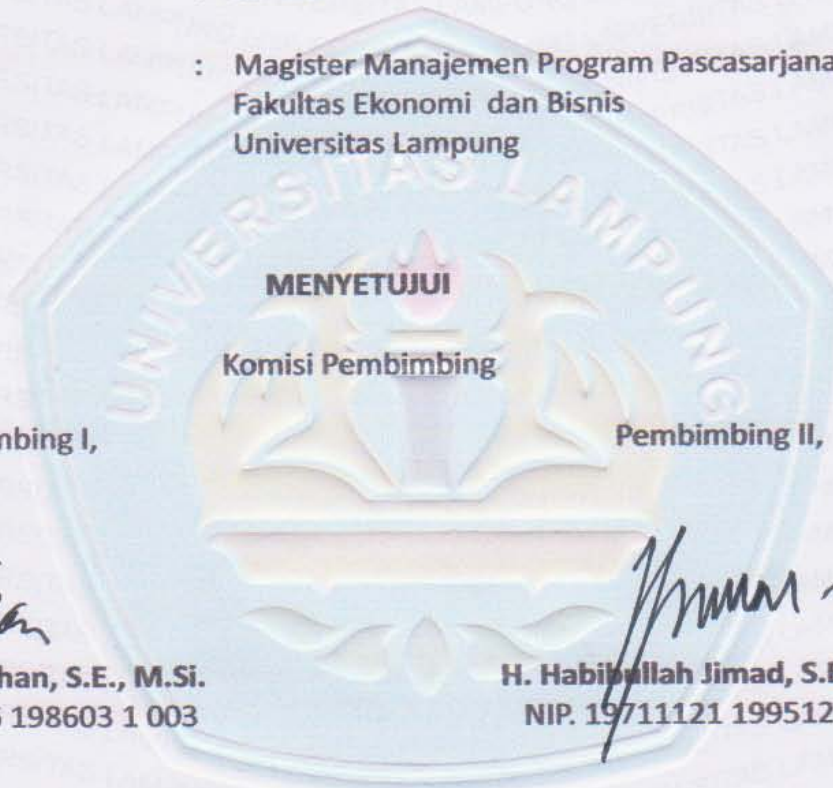 : Magister Manajemen Program Pascasarjana
Fakultas Ekonomi dan Bisnis
Universitas Lampung
UNIVERSITAS LAMPUNG
MENYETUJUI
Komisi Pembimbing
mbing I,
Pembimbing II,
han, S.E., M.Si.
198603 1 003
H. Habibullah Jimad, S.E
NIP. 19711121 199512